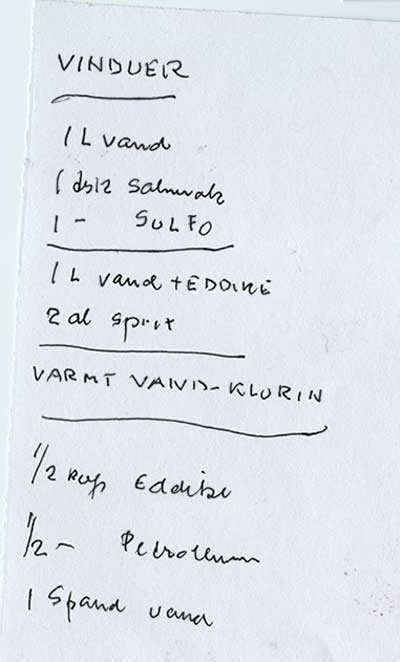 VINDUER
1 L vand
1 dsk Salmiak
1 - SULFO
1 L vand + EDDIKE
2 dl sprit
VARMT VAND-KLORIN
1/2 kop Eddike
1/2 - Petroleum
1 Spand vand